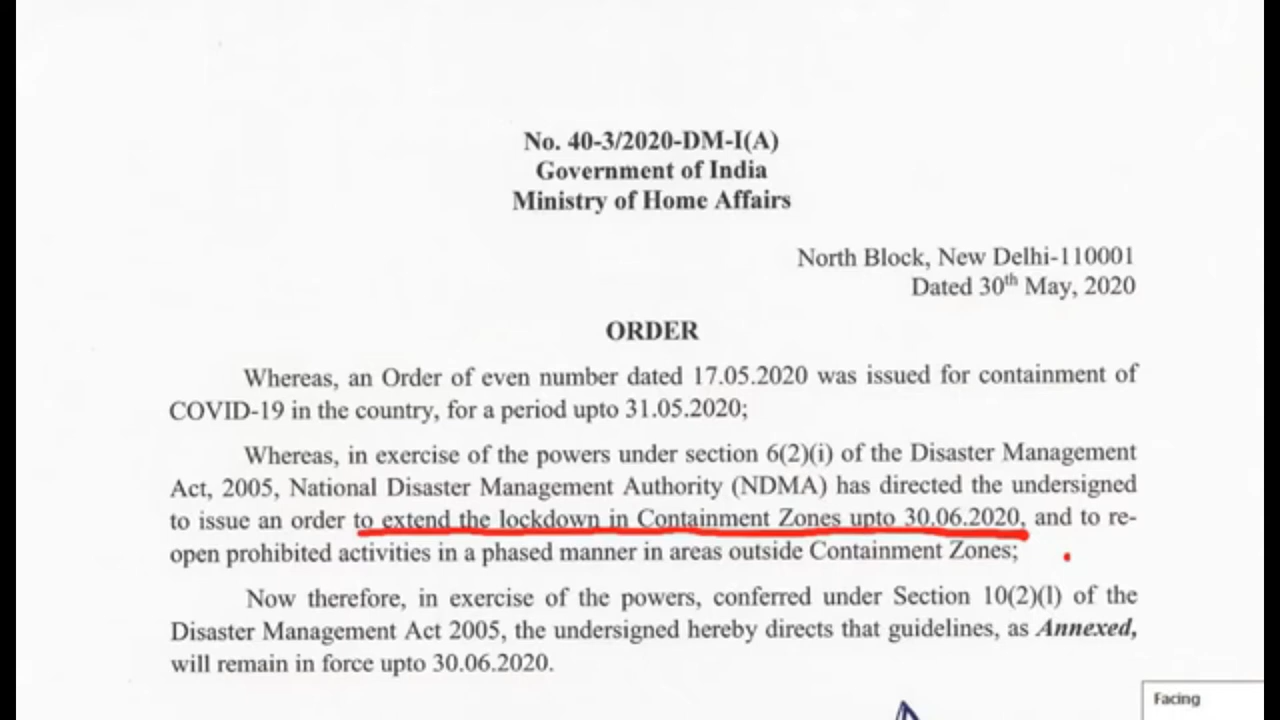 No. 40-3/2020-DM-I(A)
Government of India
Ministry of Home Affairs
North Block, New Delhi-110001
Dated 30th May, 2020
ORDER
Whereas, an Order of even number dated 17.05.2020 was issued for containment of
COVID-19 in the country, for a period upto 31.05.2020;
Whereas, in exercise of the powers under section 6(2)(i) of the Disaster Management
Act, 2005, National Disaster Management Authority (NDMA) has directed the undersigned
to issue an order to extend the lockdown in Containment Zones upto 30.06.2020, and to re-
open prohibited activities in a phased manner in areas outside Containment Zones;
Now therefore, in exercise of the powers, conferred under Section 10(2)(l) of the
Disaster Management Act 2005, the undersigned hereby directs that guidelines, as Annexed,
will remain in force upto 30.06.2020.
Facing